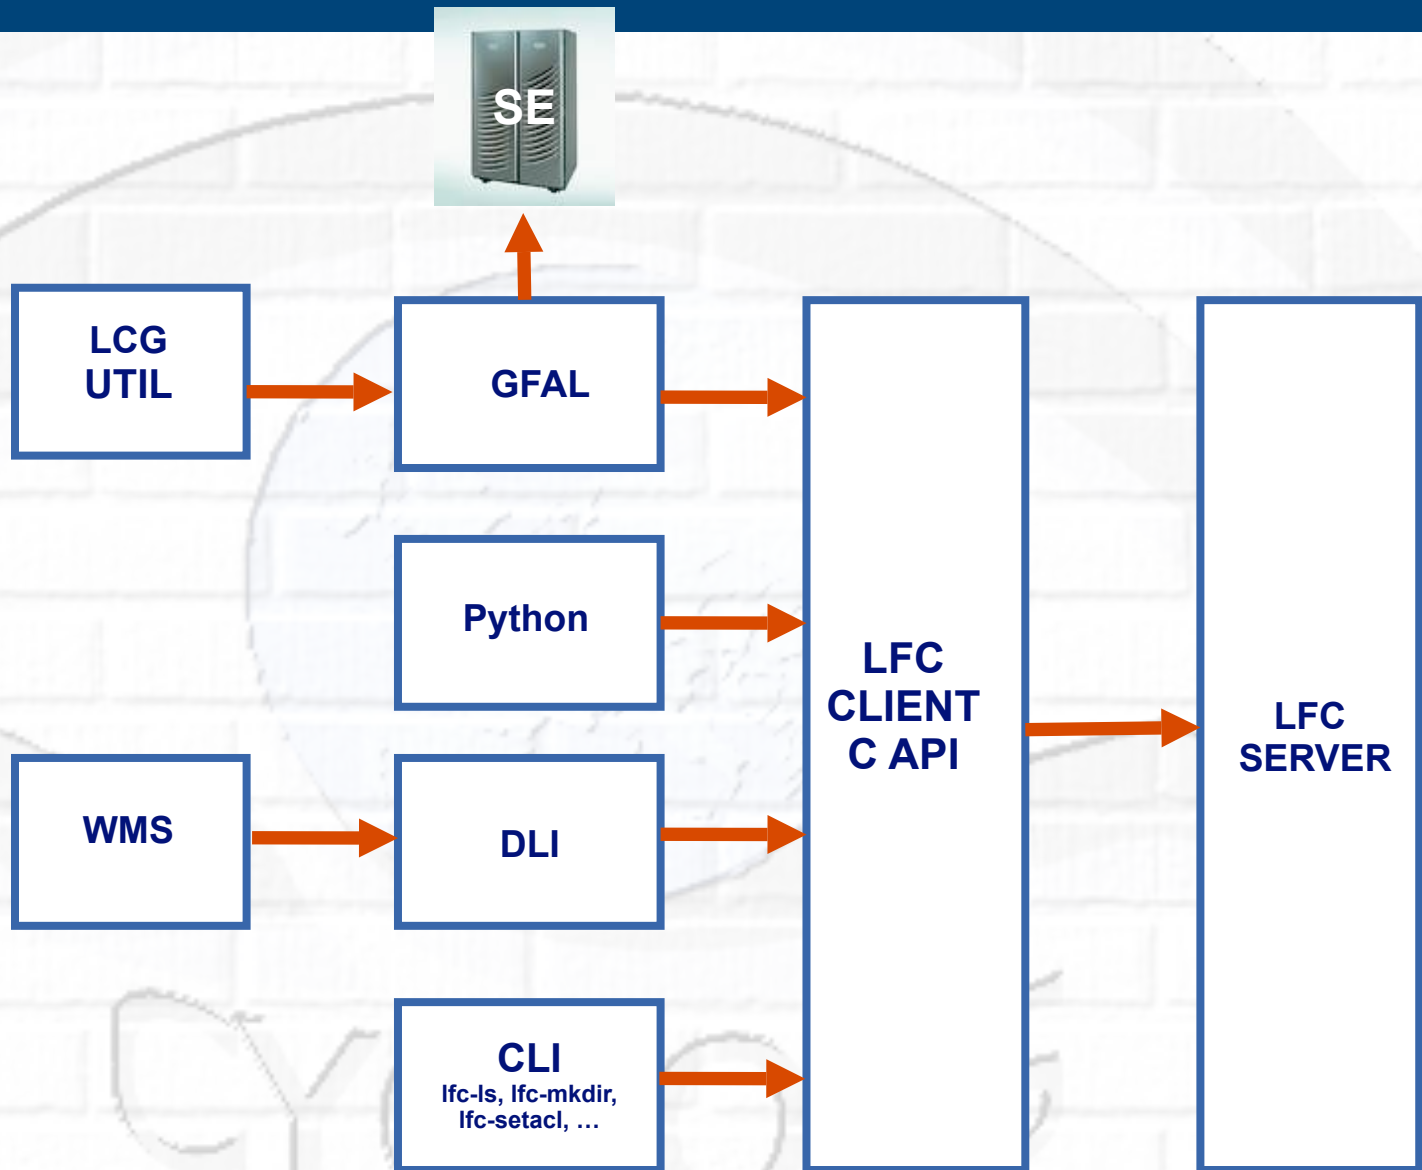 SE
LCG
UTIL
GFAL
Python
LFC
CLIENT
C API
LFC
SERVER
WMS
DLI
CLI
lfc-ls, lfc-mkdir,
lfc-setacl, …